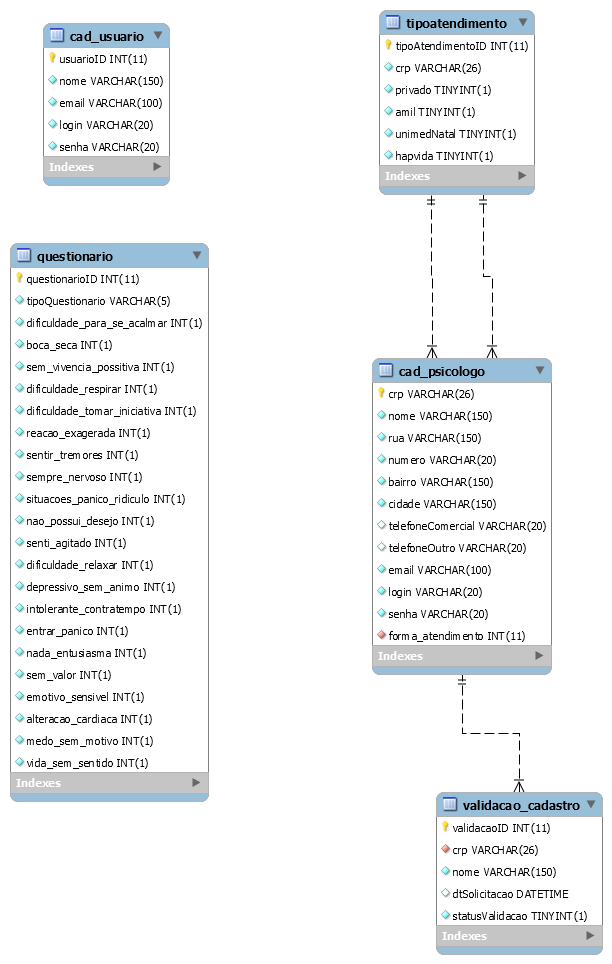 cad_usuario
usuarioID INT(11)
nome VARCHAR(150)
email VARCHAR(100)
login VARCHAR(20)
senha VARCHAR(20)
Indexes
tipoatendimento
tipoAtendimentoID INT(11)
crp VARCHAR(26)
privado TINYINT(1)
amil TINYINT(1)
unimedNatal TINYINT(1)
hapvida TINYINT(1)
Indexes
questionario
questionarioID INT(11)
tipoQuestionario VARCHAR(5)
dificuldade_para_se_acalmar INT(1)
boca_seca INT(1)
sem_vivencia_possitiva INT(1)
dificuldade_respirar INT(1)
dificuldade_tomar_iniciativa INT(1)
reacao_exagerada INT(1)
sentir_tremores INT(1)
sempre_nervoso INT(1)
situacoes_panico_ridiculo INT(1)
nao_possui_desejo INT(1)
senti_agitado INT(1)
dificuldade_relaxar INT(1)
depressivo_sem_animo INT(1)
intolerante_contratempo INT(1)
entrar_panico INT(1)
nada_entusiasma INT(1)
sem_valor INT(1)
emotivo_sensivel INT(1)
alteracao_cardiaca INT(1)
medo_sem_motivo INT(1)
vida_sem_sentido INT(1)
Indexes
cad_psicologo
crp VARCHAR(26)
nome VARCHAR(150)
rua VARCHAR(150)
numero VARCHAR(20)
bairro VARCHAR(150)
cidade VARCHAR(150)
telefoneComercial VARCHAR(20)
telefoneOutro VARCHAR(20)
email VARCHAR(100)
login VARCHAR(20)
senha VARCHAR(20)
forma_atendimento INT(11)
Indexes
validacao_cadastro
validacaoID INT(11)
crp VARCHAR(26)
nome VARCHAR(150)
dtSolicitacao DATETIME
statusValidacao TINYINT(1)
Indexes